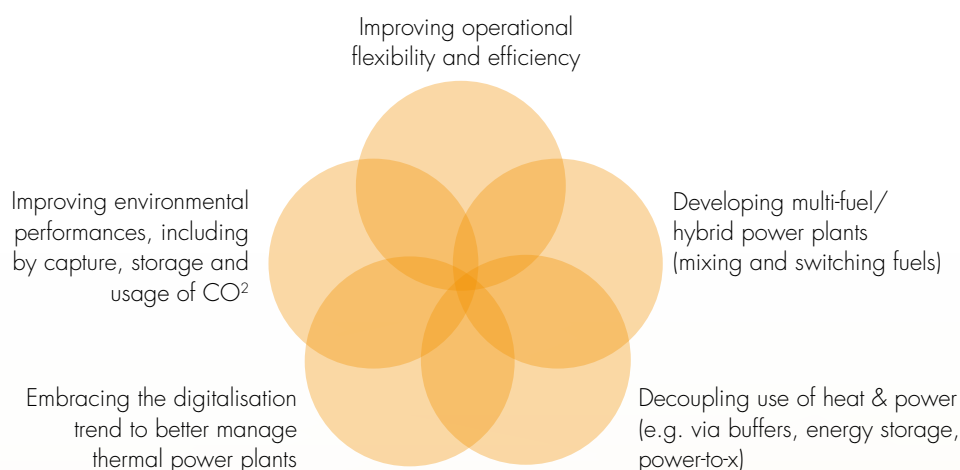 Improving operational
flexibility and efficiency
Improving environmental
performances, including
by capture, storage and
usage of CO²
Developing multi-fuel/
hybrid power plants
(mixing and switching fuels)
Embracing the digitalisation
trend to better manage
thermal power plants
Decoupling use of heat & power
(e.g. via buffers, energy storage,
power-to-x)